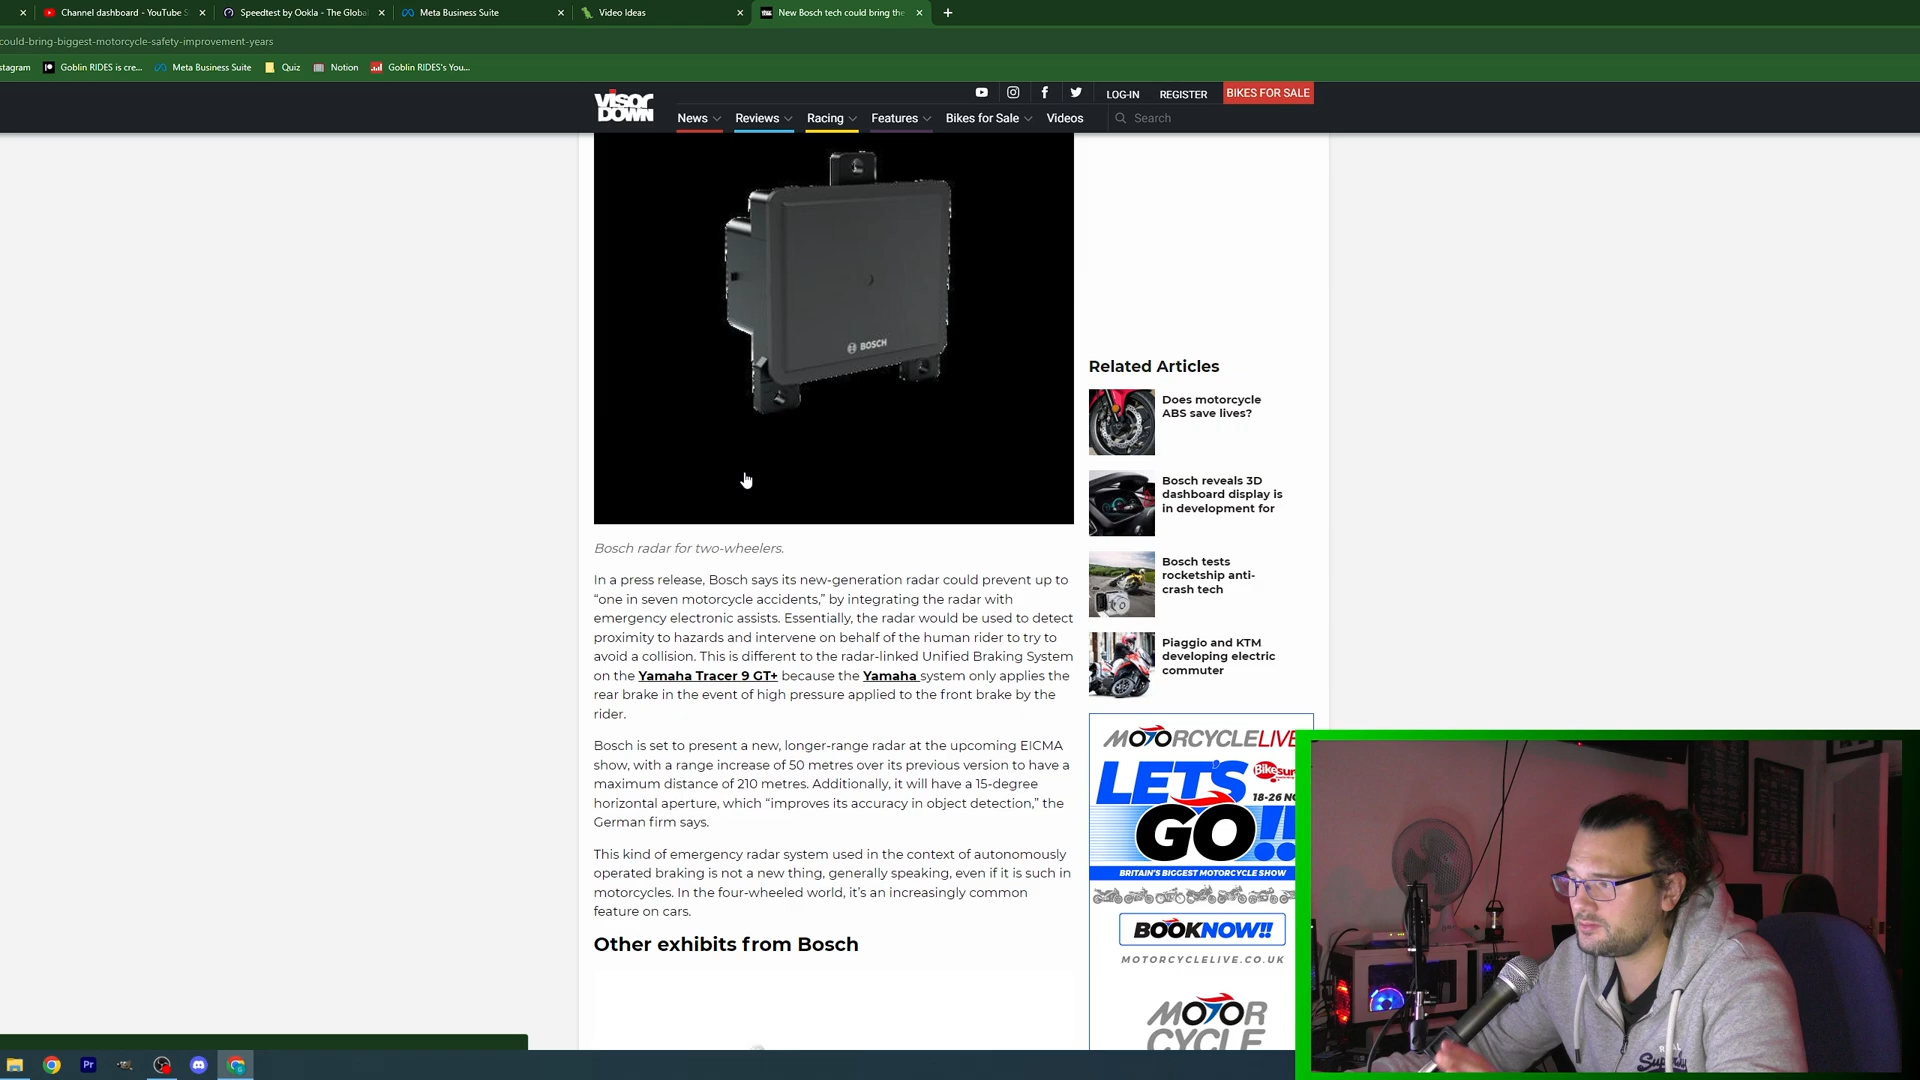 Channel dashboard - YouTube S
Speedtest by Ookla - The Globa
Meta Business Suite
Video Ideas
New Bosch tech could bring the
could-bring-biggest-motorcycle-safety-improvement-years
stagram
Goblin RIDES is cre...
Meta Business Suite
Quiz
Notion
Goblin RIDES's You...
VISOR
DOWN
LOG-IN
REGISTER
BIKES FOR SALE
News
Reviews
Racing
Features
Bikes for Sale
Videos
Search
BOSCH
Bosch radar for two-wheelers.
In a press release, Bosch says its new-generation radar could prevent up to
“one in seven motorcycle accidents,” by integrating the radar with
emergency electronic assists. Essentially, the radar would be used to detect
proximity to hazards and intervene on behalf of the human rider to try to
avoid a collision. This is different to the radar-linked Unified Braking System
on the Yamaha Tracer 9 GT+ because the Yamaha system only applies the
rear brake in the event of high pressure applied to the front brake by the
rider.
Bosch is set to present a new, longer-range radar at the upcoming EICMA
show, with a range increase of 50 metres over its previous version to have a
maximum distance of 210 metres. Additionally, it will have a 15-degree
horizontal aperture, which “improves its accuracy in object detection,” the
German firm says.
This kind of emergency radar system used in the context of autonomously
operated braking is not a new thing, generally speaking, even if it is such in
motorcycles. In the four-wheeled world, it’s an increasingly common
feature on cars.
Other exhibits from Bosch
Related Articles
Does motorcycle
ABS save lives?
Bosch reveals 3D
dashboard display is
in development for
Bosch tests
rocketship anti-
crash tech
Piaggio and KTM
developing electric
commuter
MOTORCYCLELIVE
LET'S
GO!!
18-26 NO
BRITAIN'S BIGGEST MOTORCYCLE SHOW
BOOKNOW!!
MOTORCYCLELIVE.CO.UK
MOTOR
CYCLE
Pr